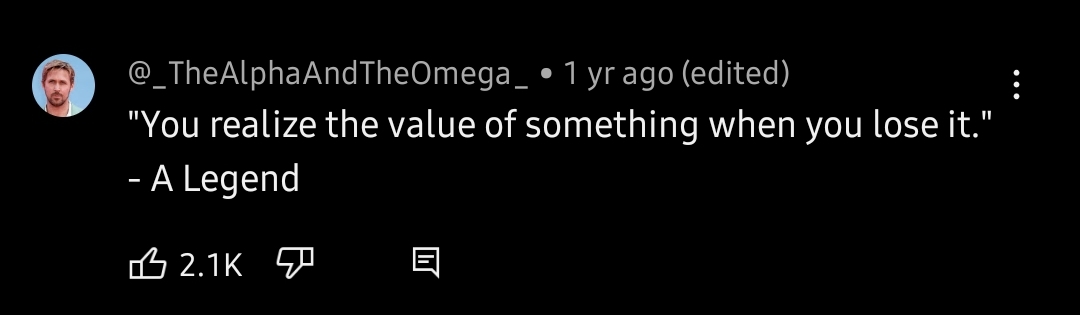 @_TheAlphaAndTheOmega_ • 1 yr ago (edited)
"You realize the value of something when you lose it."
- A Legend
2.1K